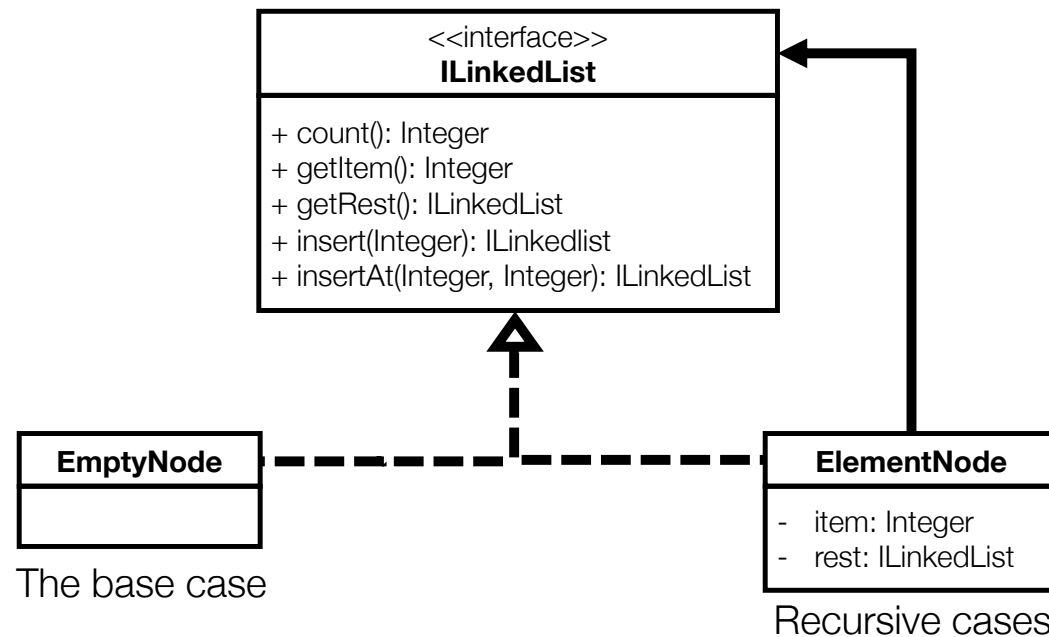 <<interface>>
ILinkedList
+ count(): Integer
+ getItem(): Integer
+ getRest(): ILinkedList
+ insert(Integer): ILinkedlist
+ insertAt(Integer, Integer): ILinkedList
EmptyNode
The base case
ElementNode
- item: Integer
- rest: ILinkedList
Recursive cases